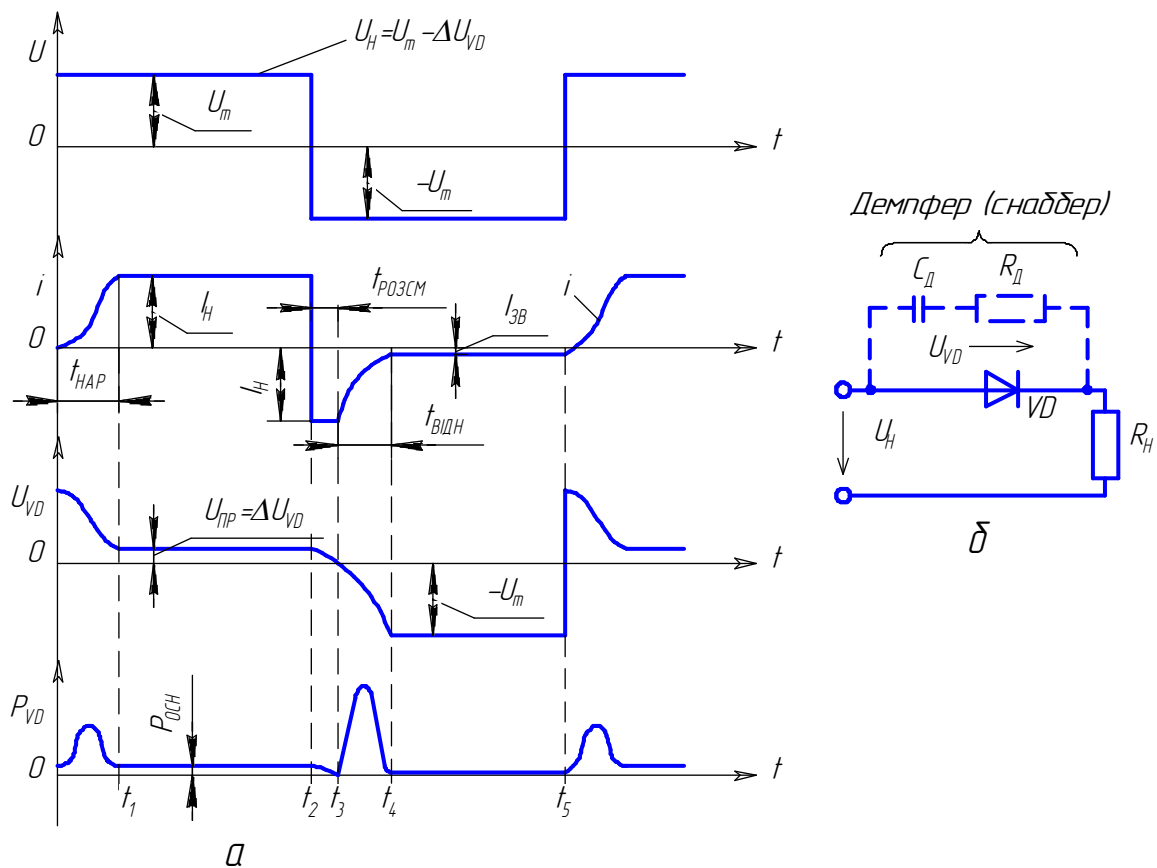 U
U_H=U_m−ΔU_VD
U_m
0
t
−U_m
i
t_РОЗСМ
I_H
I_ЗВ
i
0
t
t_НАР
I_H
t_ВІДН
U_VD
U_ПР=ΔU_VD
0
t
−U_m
P_VD
P_ОСН
0
t
t_1
t_2
t_3
t_4
t_5
а
Демпфер (снаббер)
C_Д
R_Д
U_VD
VD
U_H
R_H
б